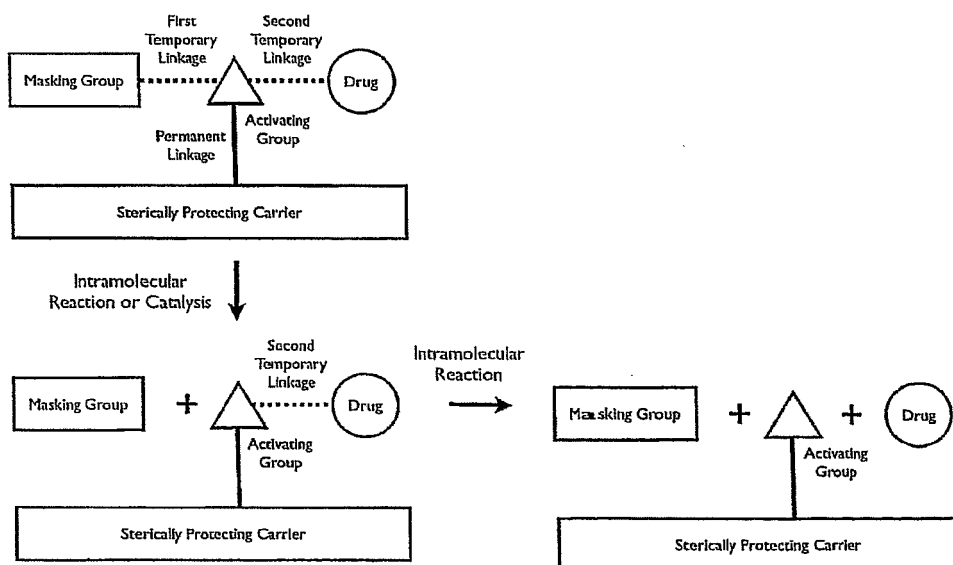 First
Temporary
Linkage
Second
Temporary
Linkage
Masking Group
Drug
Permanent
Linkage
Activating
Group
Sterically Protecting Carrier
Intramolecular
Reaction or Catalysis
Second
Temporary
Linkage
Masking Group
+
Drug
Activating
Group
Sterically Protecting Carrier
Intramolecular
Reaction
Masking Group
+
+
Drug
Activating
Group
Sterically Protecting Carrier